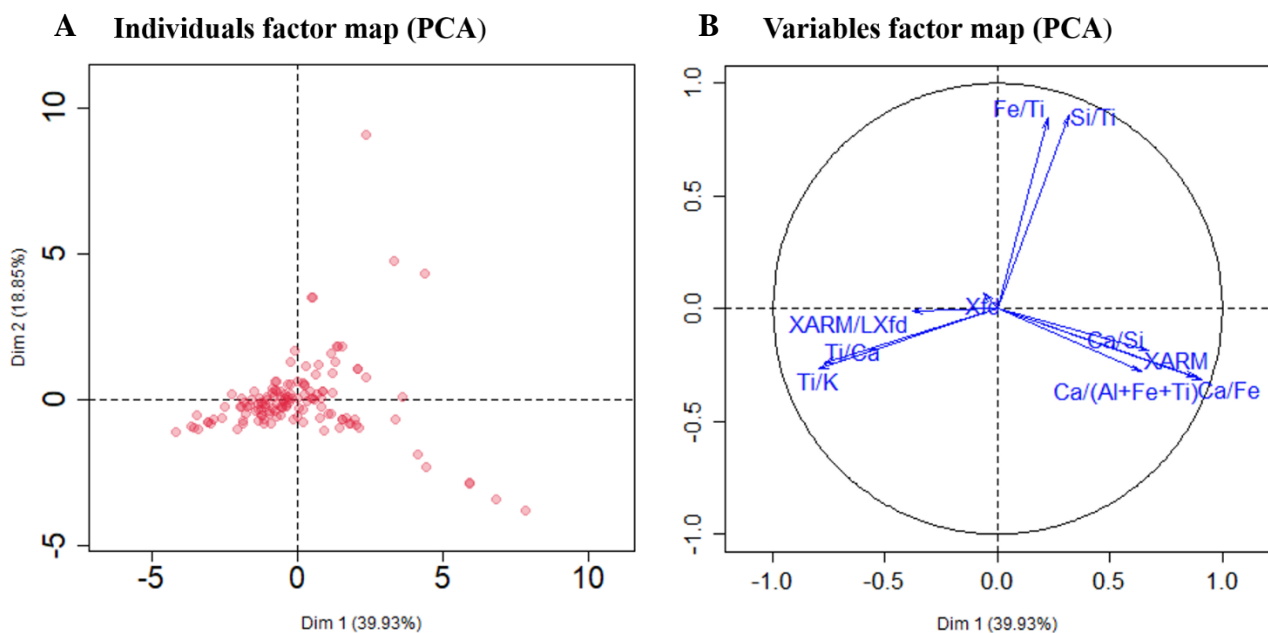 A Individuals factor map (PCA)
10
5
0
-5
-5 0 5 10
Dim 2 (18.85%)
Dim 1 (39.93%)
B Variables factor map (PCA)
1.0
0.5
0.0
-0.5
-1.0
-1.0 -0.5 0.0 0.5 1.0
Dim 1 (39.93%)
Fe/Ti
Si/Ti
Xfd
XARM/LXfd
Ti/Ca
Ti/K
Ca/Si
XARM
Ca/(Al+Fe+Ti)
Ca/Fe